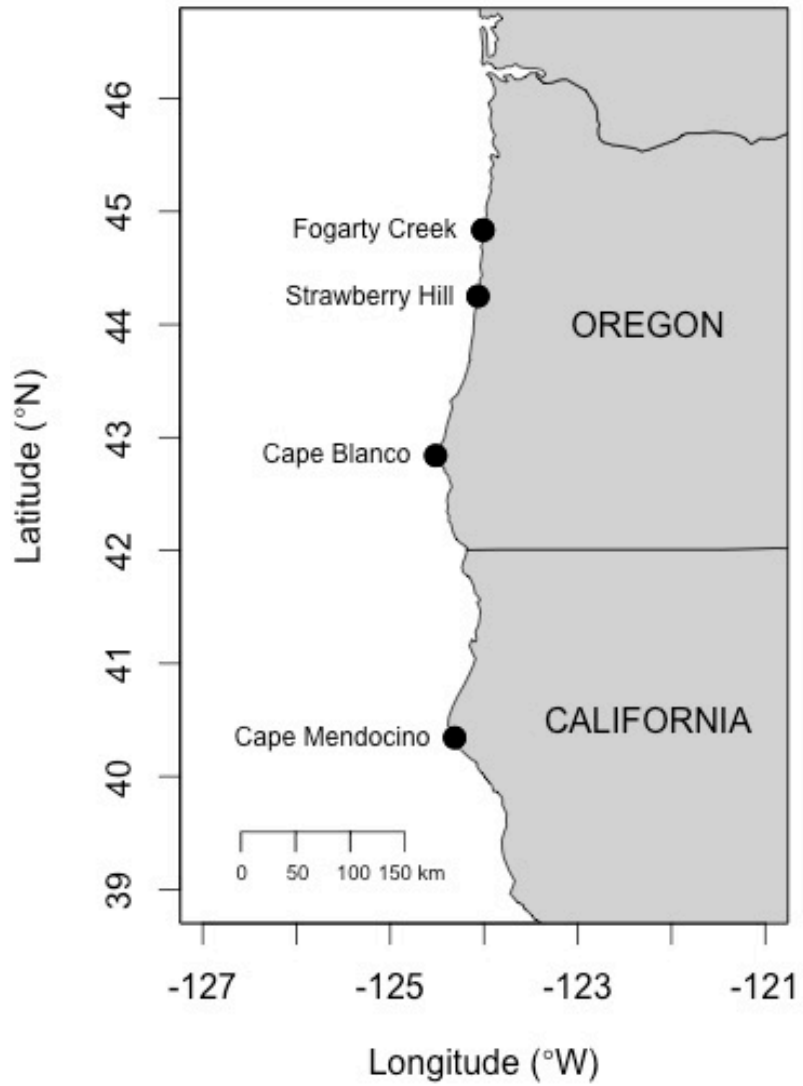 46
45
44
43
42
41
40
39
Latitude (°N)
Fogarty Creek
Strawberry Hill
OREGON
Cape Blanco
CALIFORNIA
Cape Mendocino
0 50 100 150 km
-127 -125 -123 -121
Longitude (°W)